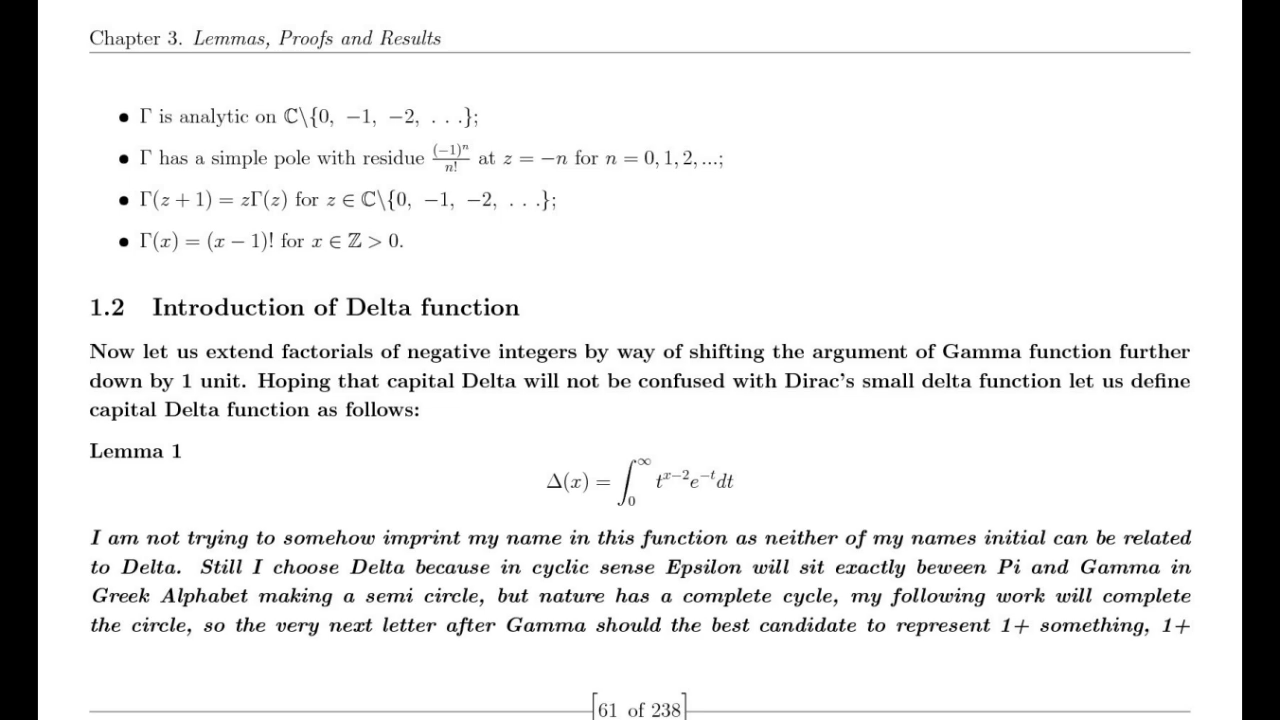 Chapter 3. Lemmas, Proofs and Results
• Γ is analytic on ℂ\{0, −1, −2, . . .};
• Γ has a simple pole with residue (−1)ⁿ/n! at z = −n for n = 0, 1, 2, ...;
• Γ(z + 1) = zΓ(z) for z ∈ ℂ\{0, −1, −2, . . .};
• Γ(x) = (x − 1)! for x ∈ ℤ > 0.
1.2 Introduction of Delta function
Now let us extend factorials of negative integers by way of shifting the argument of Gamma function further
down by 1 unit. Hoping that capital Delta will not be confused with Dirac's small delta function let us define
capital Delta function as follows:
Lemma 1
Δ(x) = ∫₀^∞ t^{x−2}e^{−t}dt
I am not trying to somehow imprint my name in this function as neither of my names initial can be related
to Delta. Still I choose Delta because in cyclic sense Epsilon will sit exactly beween Pi and Gamma in
Greek Alphabet making a semi circle, but nature has a complete cycle, my following work will complete
the circle, so the very next letter after Gamma should the best candidate to represent 1+ something, 1+
[61 of 238]